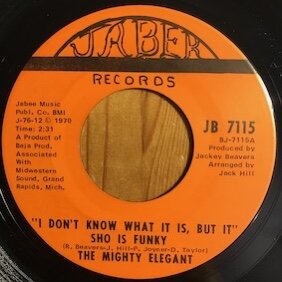 JABER
RECORDS
Jabee Music
Publ. Co. BMI
J-76-12 © 1970
Time: 2:31
A Product of
Beja Prod.
Associated
With
Midwestern
Sound, Grand
Rapids, Mich.
JB 7115
BJ-7115A
Produced by
Jackey Beavers
Arranged by
Jack Hill
"I DON'T KNOW WHAT IT IS, BUT IT"
SHO IS FUNKY
(R. Beavers-J. Hill-P. Joyner-D. Taylor)
THE MIGHTY ELEGANT